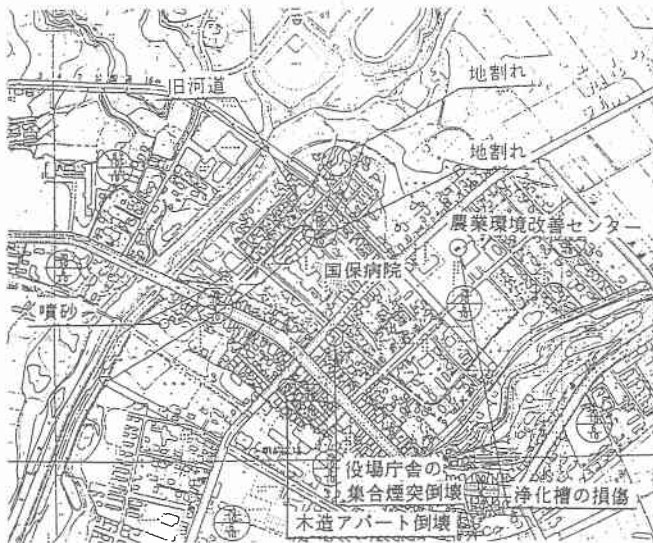 旧河道
地割れ
地割れ
農業環境改善センター
国保病院
噴砂
役場庁舎の
集合煙突倒壊
浄化槽の損傷
木造アパート倒壊